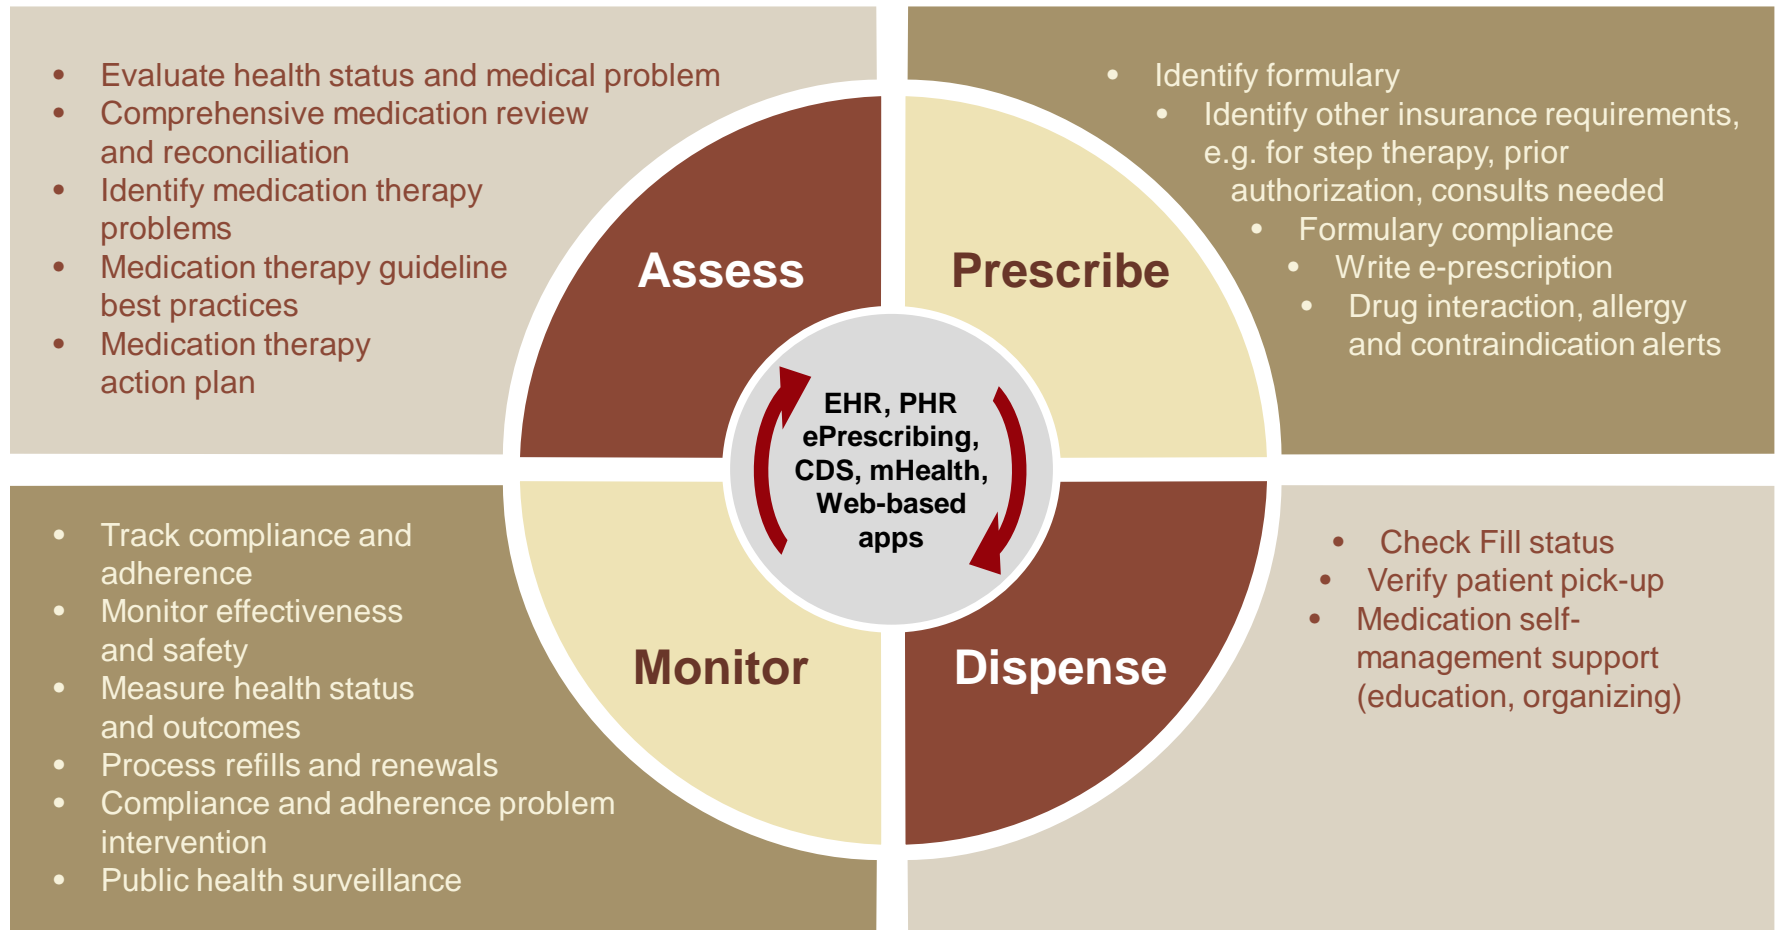 • Evaluate health status and medical problem
• Comprehensive medication review
and reconciliation
• Identify medication therapy
problems
• Medication therapy guideline
best practices
• Medication therapy
action plan
Assess
• Identify formulary
• Identify other insurance requirements,
e.g. for step therapy, prior
authorization, consults needed
• Formulary compliance
• Write e-prescription
• Drug interaction, allergy
and contraindication alerts
Prescribe
EHR, PHR
ePrescribing,
CDS, mHealth,
Web-based
apps
• Track compliance and
adherence
• Monitor effectiveness
and safety
• Measure health status
and outcomes
• Process refills and renewals
• Compliance and adherence problem
intervention
• Public health surveillance
Monitor
Dispense
• Check Fill status
• Verify patient pick-up
• Medication self-
management support
(education, organizing)